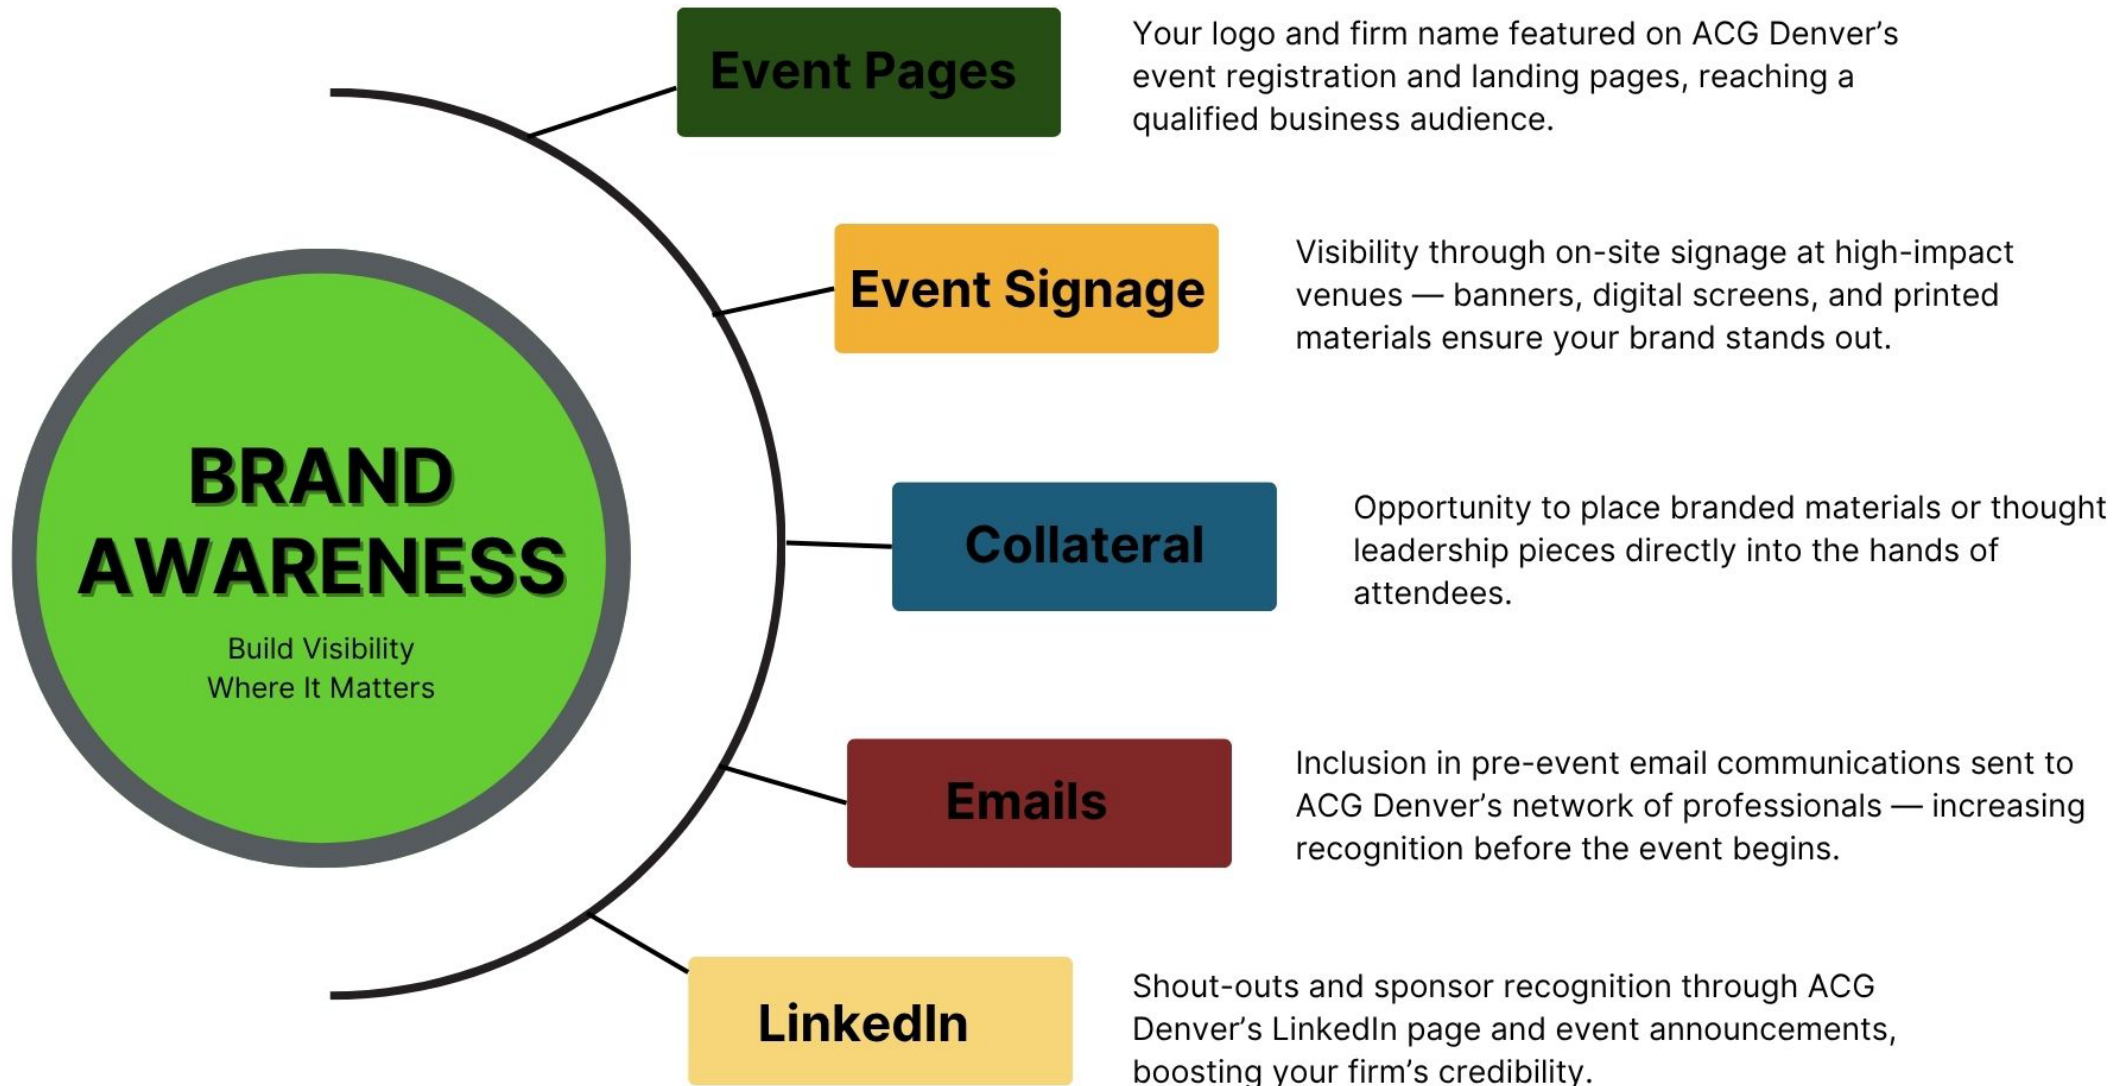 BRAND
AWARENESS
Build Visibility
Where It Matters
Event Pages
Your logo and firm name featured on ACG Denver’s
event registration and landing pages, reaching a
qualified business audience.
Event Signage
Visibility through on-site signage at high-impact
venues — banners, digital screens, and printed
materials ensure your brand stands out.
Collateral
Opportunity to place branded materials or thought
leadership pieces directly into the hands of
attendees.
Emails
Inclusion in pre-event email communications sent to
ACG Denver’s network of professionals — increasing
recognition before the event begins.
LinkedIn
Shout-outs and sponsor recognition through ACG
Denver’s LinkedIn page and event announcements,
boosting your firm’s credibility.